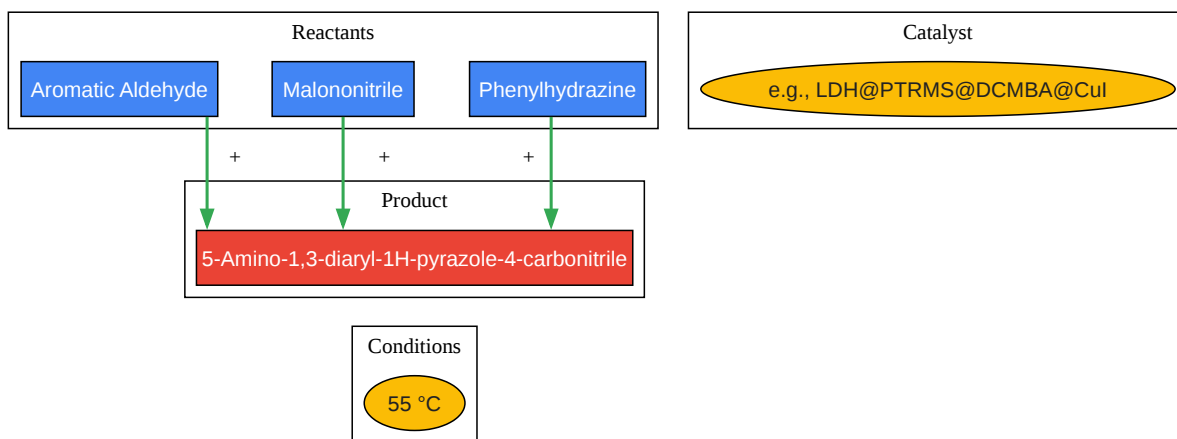 Reactants
Catalyst
Aromatic Aldehyde
Malononitrile
Phenylhydrazine
e.g., LDH@PTRMS@DCMBA@CuI
+
+
+
Product
5-Amino-1,3-diaryl-1H-pyrazole-4-carbonitrile
Conditions
55 °C